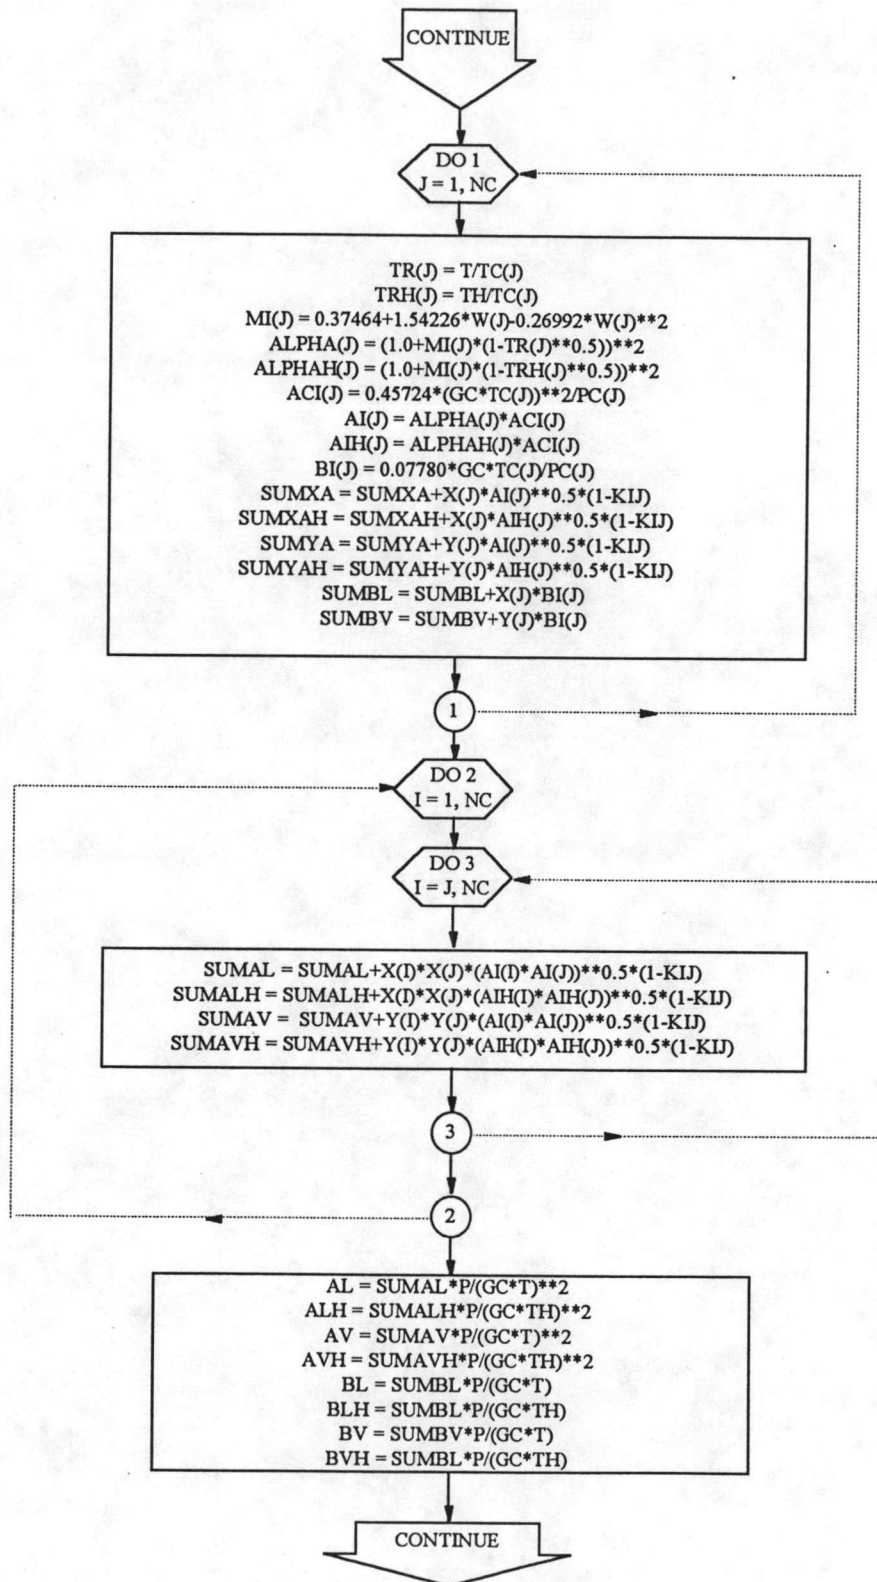 CONTINUE
DO 1
J = 1, NC
TR(J) = T/TC(J)
TRH(J) = TH/TC(J)
MI(J) = 0.37464+1.54226*W(J)-0.26992*W(J)**2
ALPHA(J) = (1.0+MI(J)*(1-TR(J)**0.5))**2
ALPHAH(J) = (1.0+MI(J)*(1-TRH(J)**0.5))**2
ACI(J) = 0.45724*(GC*TC(J))**2/PC(J)
AI(J) = ALPHA(J)*ACI(J)
AIH(J) = ALPHAH(J)*ACI(J)
BI(J) = 0.07780*GC*TC(J)/PC(J)
SUMXA = SUMXA+X(J)*AI(J)**0.5*(1-KIJ)
SUMXAH = SUMXAH+X(J)*AIH(J)**0.5*(1-KIJ)
SUMYA = SUMYA+Y(J)*AI(J)**0.5*(1-KIJ)
SUMYAH = SUMYAH+Y(J)*AIH(J)**0.5*(1-KIJ)
SUMBL = SUMBL+X(J)*BI(J)
SUMBV = SUMBV+Y(J)*BI(J)
1
DO 2
I = 1, NC
DO 3
I = J, NC
SUMAL = SUMAL+X(I)*X(J)*(AI(I)*AI(J))**0.5*(1-KIJ)
SUMALH = SUMALH+X(I)*X(J)*(AIH(I)*AIH(J))**0.5*(1-KIJ)
SUMAV = SUMAV+Y(I)*Y(J)*(AI(I)*AI(J))**0.5*(1-KIJ)
SUMAVH = SUMAVH+Y(I)*Y(J)*(AIH(I)*AIH(J))**0.5*(1-KIJ)
3
2
AL = SUMAL*P/(GC*T)**2
ALH = SUMALH*P/(GC*TH)**2
AV = SUMAV*P/(GC*T)**2
AVH = SUMAVH*P/(GC*TH)**2
BL = SUMBL*P/(GC*T)
BLH = SUMBL*P/(GC*TH)
BV = SUMBV*P/(GC*T)
BVH = SUMBL*P/(GC*TH)
CONTINUE